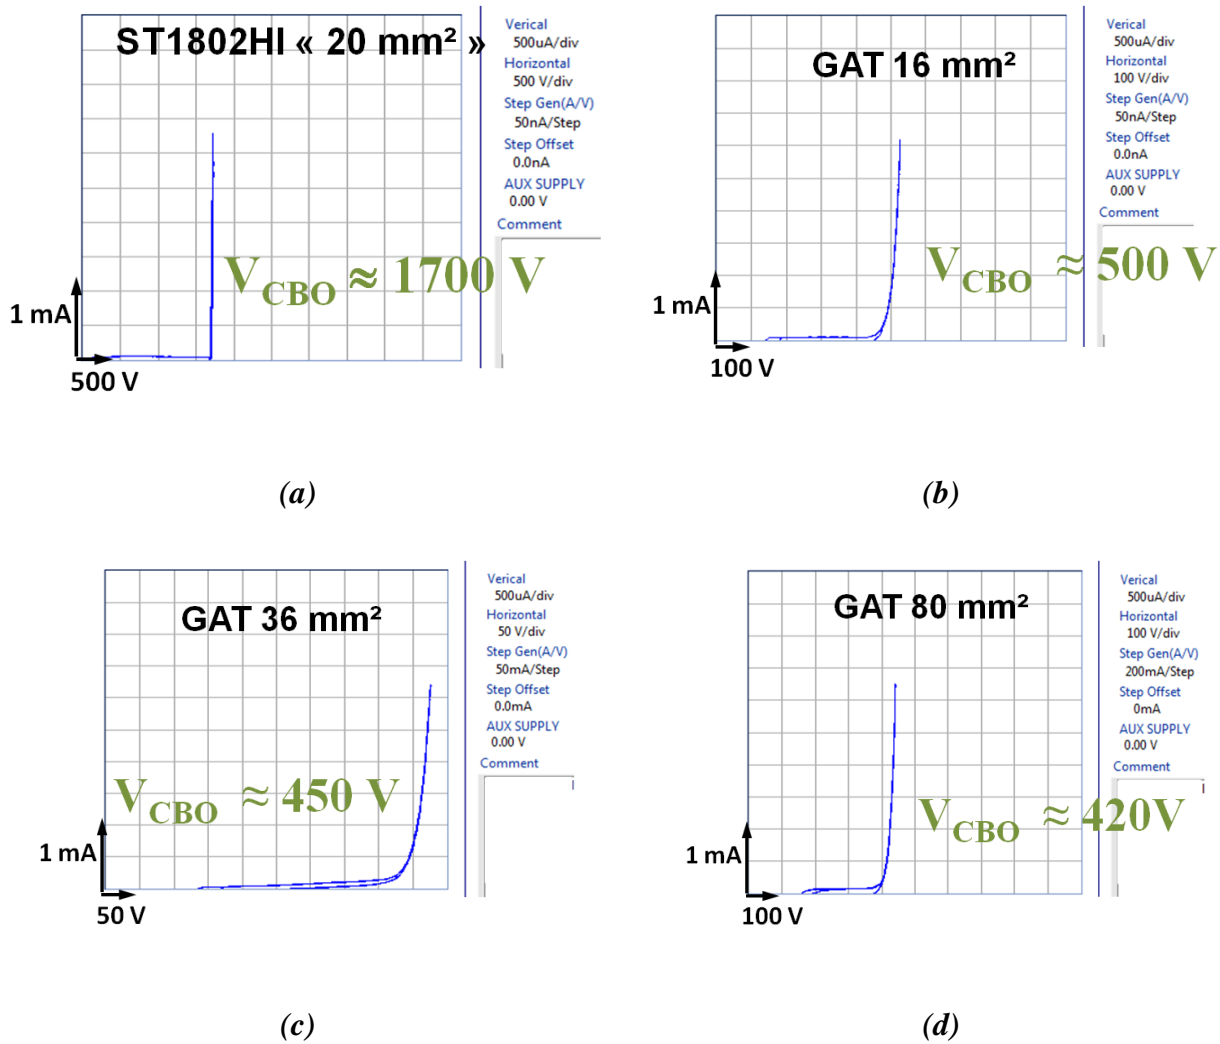 ST1802HI « 20 mm² »
Verical
500uA/div
Horizontal
500 V/div
Step Gen(A/V)
50nA/Step
Step Offset
0.0nA
AUX SUPPLY
0.00 V
Comment
V_CBO ≈ 1700 V
1 mA
500 V
(a)
GAT 16 mm²
Verical
500uA/div
Horizontal
100 V/div
Step Gen(A/V)
50nA/Step
Step Offset
0.0nA
AUX SUPPLY
0.00 V
Comment
V_CBO ≈ 500 V
1 mA
100 V
(b)
GAT 36 mm²
Verical
500uA/div
Horizontal
50 V/div
Step Gen(A/V)
50mA/Step
Step Offset
0.0mA
AUX SUPPLY
0.00 V
Comment
V_CBO ≈ 450 V
1 mA
50 V
(c)
GAT 80 mm²
Verical
500uA/div
Horizontal
100 V/div
Step Gen(A/V)
200mA/Step
Step Offset
0mA
AUX SUPPLY
0.00 V
Comment
V_CBO ≈ 420V
1 mA
100 V
(d)